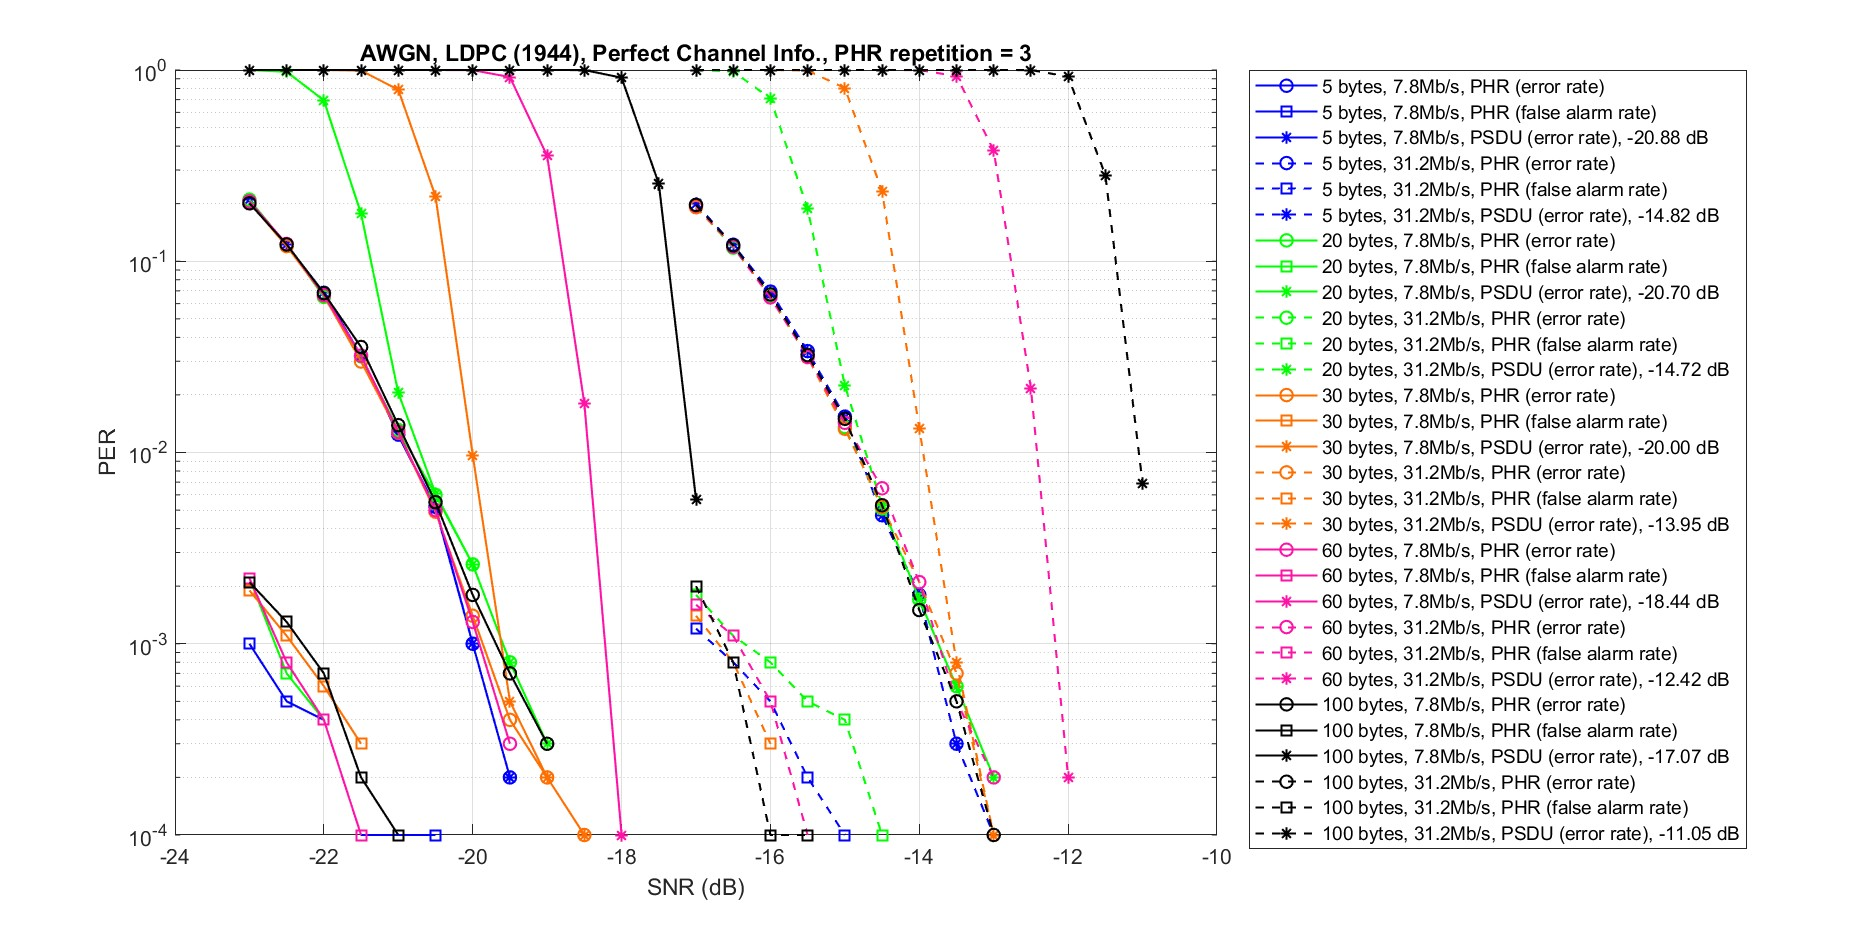 AWGN, LDPC (1944), Perfect Channel Info., PHR repetition = 3
10^0
10^-1
10^-2
10^-3
10^-4
PER
-24 -22 -20 -18 -16 -14 -12 -10
SNR (dB)
5 bytes, 7.8Mb/s, PHR (error rate)
5 bytes, 7.8Mb/s, PHR (false alarm rate)
5 bytes, 7.8Mb/s, PSDU (error rate), -20.88 dB
5 bytes, 31.2Mb/s, PHR (error rate)
5 bytes, 31.2Mb/s, PHR (false alarm rate)
5 bytes, 31.2Mb/s, PSDU (error rate), -14.82 dB
20 bytes, 7.8Mb/s, PHR (error rate)
20 bytes, 7.8Mb/s, PHR (false alarm rate)
20 bytes, 7.8Mb/s, PSDU (error rate), -20.70 dB
20 bytes, 31.2Mb/s, PHR (error rate)
20 bytes, 31.2Mb/s, PHR (false alarm rate)
20 bytes, 31.2Mb/s, PSDU (error rate), -14.72 dB
30 bytes, 7.8Mb/s, PHR (error rate)
30 bytes, 7.8Mb/s, PHR (false alarm rate)
30 bytes, 7.8Mb/s, PSDU (error rate), -20.00 dB
30 bytes, 31.2Mb/s, PHR (error rate)
30 bytes, 31.2Mb/s, PHR (false alarm rate)
30 bytes, 31.2Mb/s, PSDU (error rate), -13.95 dB
60 bytes, 7.8Mb/s, PHR (error rate)
60 bytes, 7.8Mb/s, PHR (false alarm rate)
60 bytes, 7.8Mb/s, PSDU (error rate), -18.44 dB
60 bytes, 31.2Mb/s, PHR (error rate)
60 bytes, 31.2Mb/s, PHR (false alarm rate)
60 bytes, 31.2Mb/s, PSDU (error rate), -12.42 dB
100 bytes, 7.8Mb/s, PHR (error rate)
100 bytes, 7.8Mb/s, PHR (false alarm rate)
100 bytes, 7.8Mb/s, PSDU (error rate), -17.07 dB
100 bytes, 31.2Mb/s, PHR (error rate)
100 bytes, 31.2Mb/s, PHR (false alarm rate)
100 bytes, 31.2Mb/s, PSDU (error rate), -11.05 dB